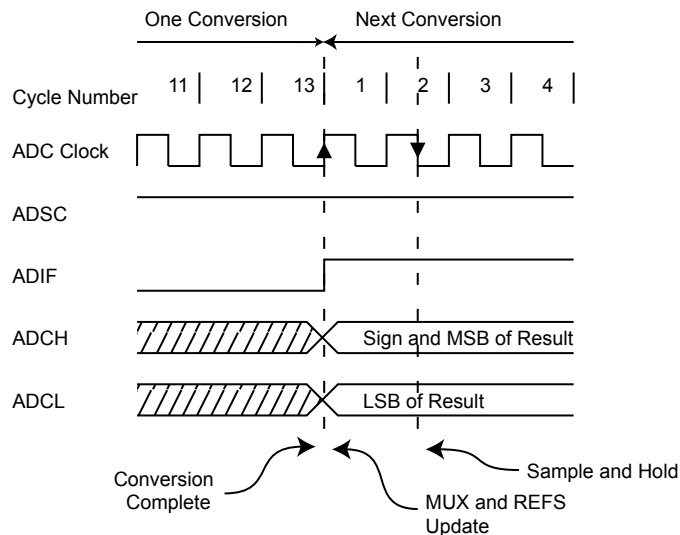 One Conversion Next Conversion
Cycle Number 11 12 13 1 2 3 4
ADC Clock
ADSC
ADIF
ADCH Sign and MSB of Result
ADCL LSB of Result
Conversion
Complete
MUX and REFS
Update
Sample and Hold